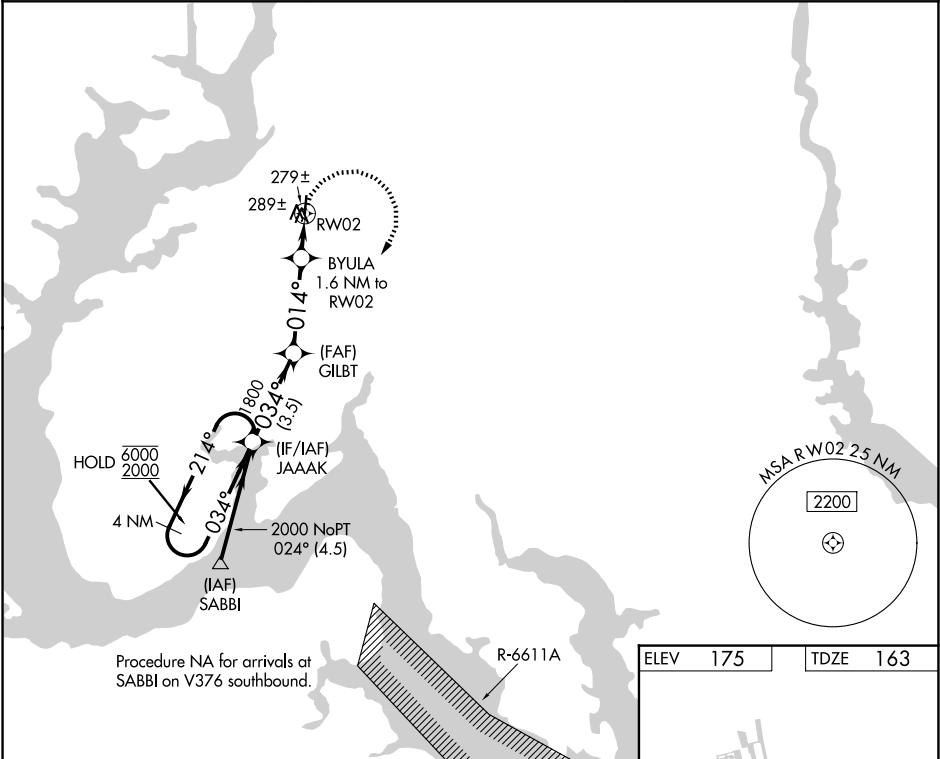 279±
289±
RW02
BYULA
1.6 NM to
RW02
014°
(FAF)
GILBT
1800
034°
(3.5)
(IF/IAF)
JAAAK
HOLD 6000
2000
214°
034°
4 NM
2000 NoPT
024° (4.5)
(IAF)
SABBI
Procedure NA for arrivals at
SABBI on V376 southbound.
R-6611A
MSA RW02 25 NM
2200
ELEV 175
TDZE 163